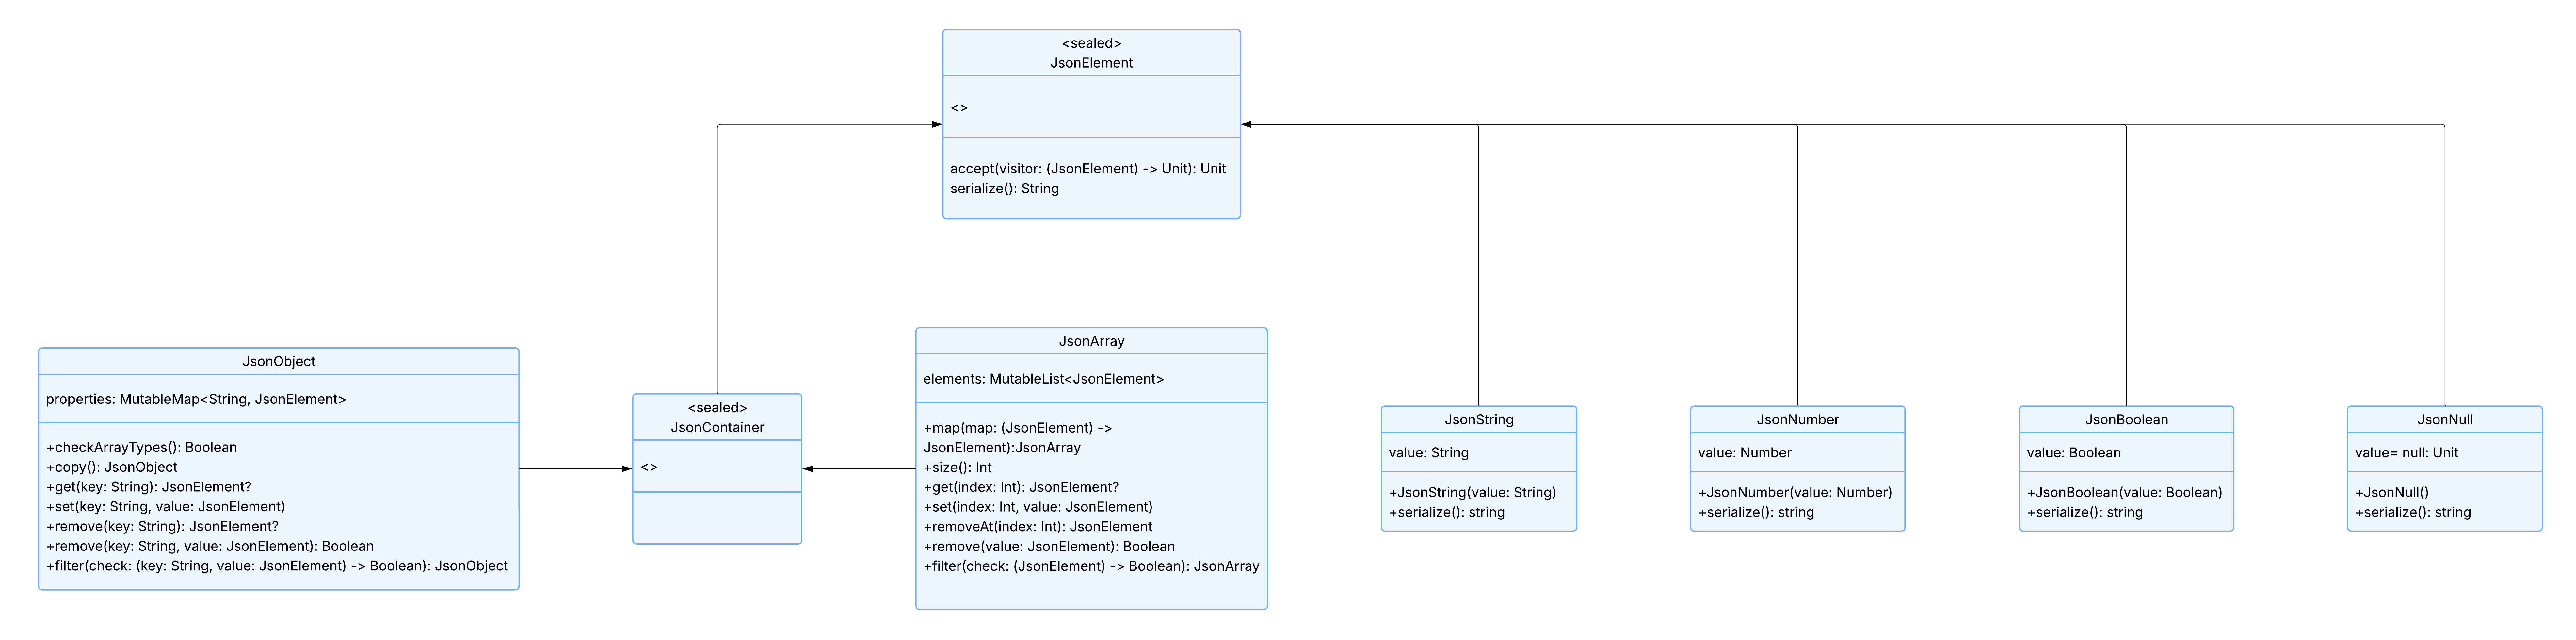 <sealed>
JsonElement
<>
accept(visitor: (JsonElement) -> Unit): Unit
serialize(): String
JsonObject
properties: MutableMap<String, JsonElement>
+checkArrayTypes(): Boolean
+copy(): JsonObject
+get(key: String): JsonElement?
+set(key: String, value: JsonElement)
+remove(key: String): JsonElement?
+remove(key: String, value: JsonElement): Boolean
+filter(check: (key: String, value: JsonElement) -> Boolean): JsonObject
<sealed>
JsonContainer
<>
JsonArray
elements: MutableList<JsonElement>
+map(map: (JsonElement) ->
JsonElement):JsonArray
+size(): Int
+get(index: Int): JsonElement?
+set(index: Int, value: JsonElement)
+removeAt(index: Int): JsonElement
+remove(value: JsonElement): Boolean
+filter(check: (JsonElement) -> Boolean): JsonArray
JsonString
value: String
+JsonString(value: String)
+serialize(): string
JsonNumber
value: Number
+JsonNumber(value: Number)
+serialize(): string
JsonBoolean
value: Boolean
+JsonBoolean(value: Boolean)
+serialize(): string
JsonNull
value= null: Unit
+JsonNull()
+serialize(): string